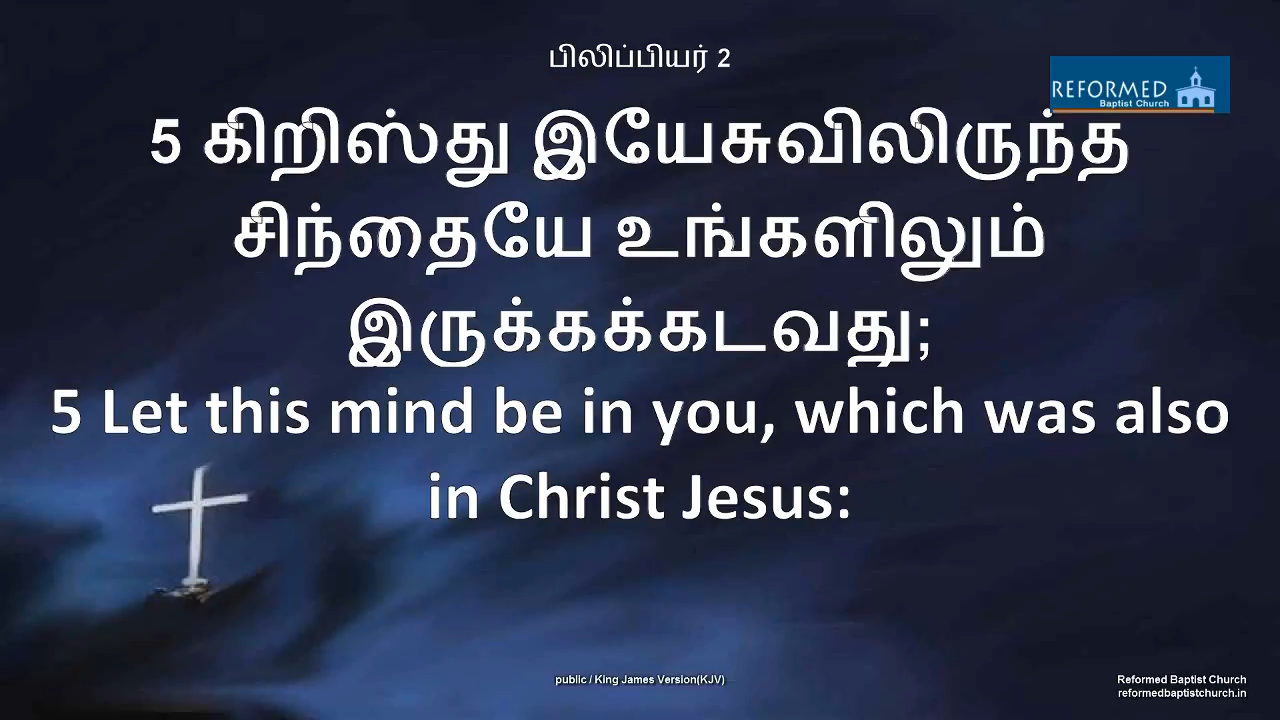 பிலிப்பியர் 2
REFORMED
Baptist Church
5 கிறிஸ்து இயேசுவிலிருந்த
சிந்தையே உங்களிலும்
இருக்கக்கடவது;
5 Let this mind be in you, which was also
in Christ Jesus:
public / King James Version(KJV)
Reformed Baptist Church
reformedbaptistchurch.in